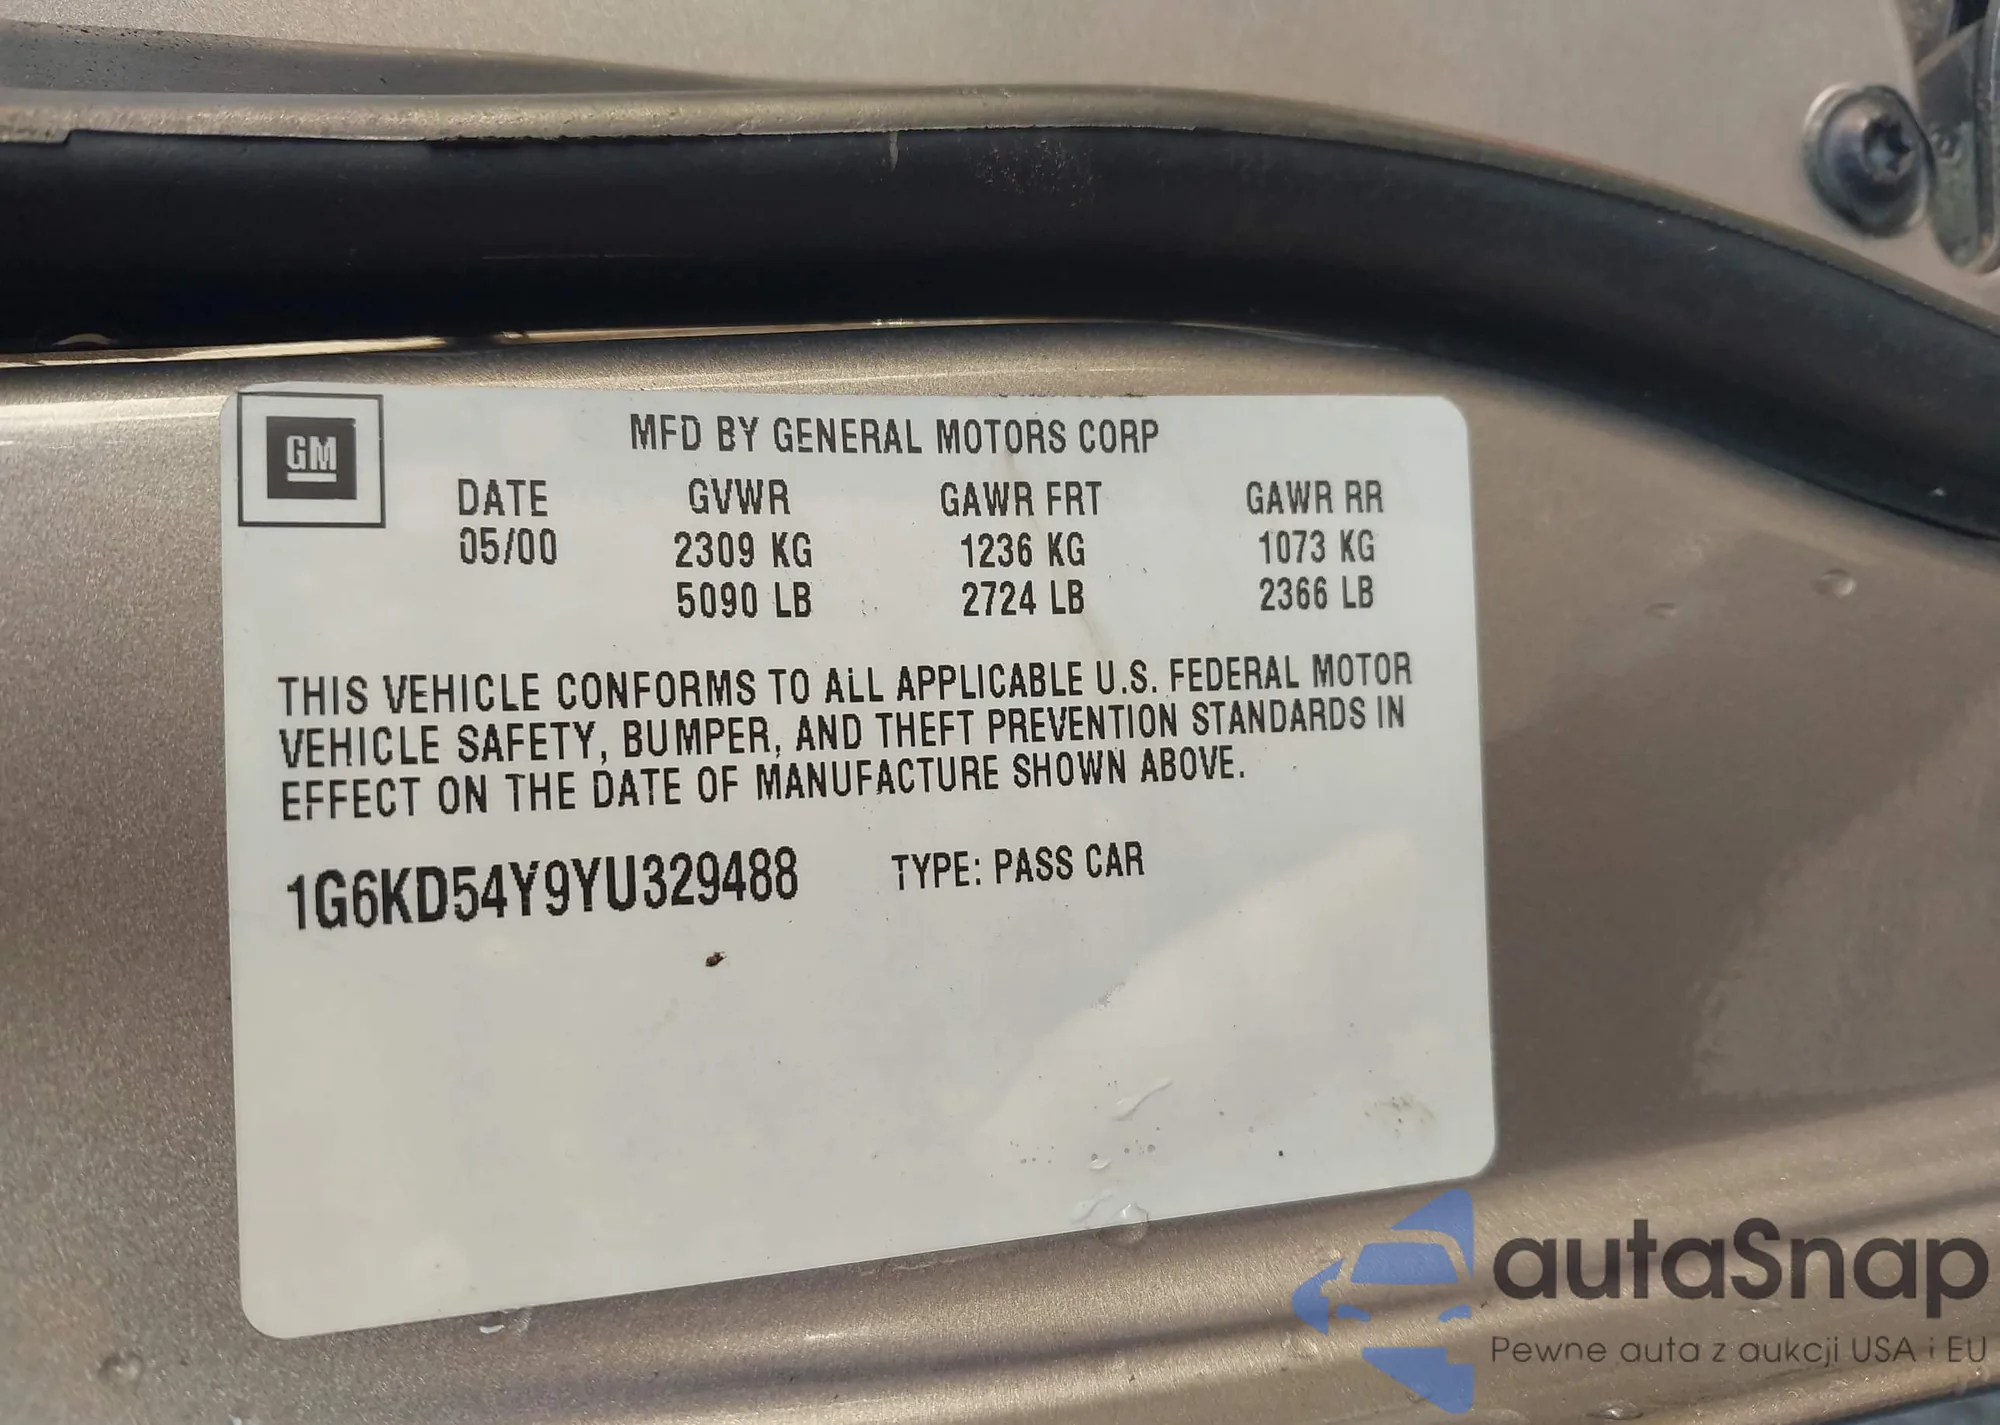 GM
MFD BY GENERAL MOTORS CORP
DATE GVWR GAWR FRT GAWR RR
05/00 2309 KG 1236 KG 1073 KG
5090 LB 2724 LB 2366 LB
THIS VEHICLE CONFORMS TO ALL APPLICABLE U.S. FEDERAL MOTOR
VEHICLE SAFETY, BUMPER, AND THEFT PREVENTION STANDARDS IN
EFFECT ON THE DATE OF MANUFACTURE SHOWN ABOVE.
1G6KD54Y9YU329488 TYPE: PASS CAR
autaSnap
Pewne auta z aukcji USA i EU